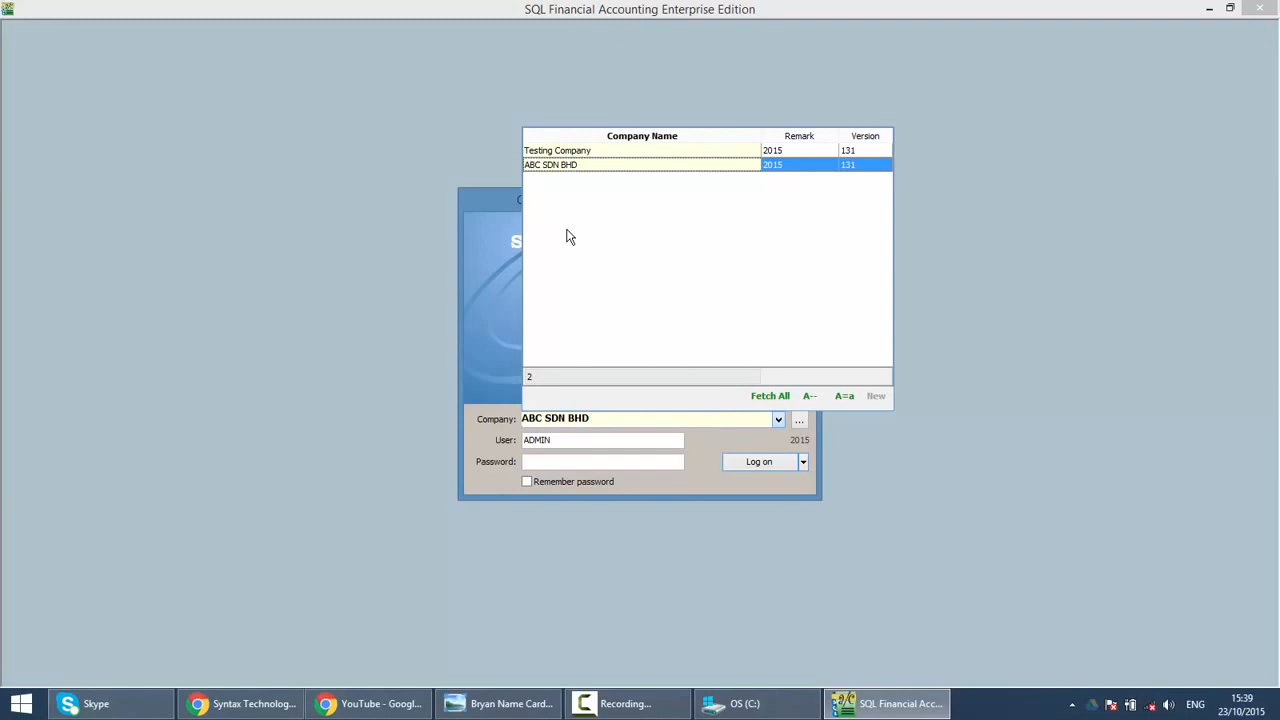 SQL Financial Accounting Enterprise Edition
Company Name Remark Version
Testing Company 2015 131
ABC SDN BHD 2015 131
2
Fetch All A-- A=a New
Company: ABC SDN BHD ...
User: ADMIN 2015
Password: Log on
Remember password
Skype Syntax Technolog... YouTube - Googl... Bryan Name Card... Recording... OS (C:) SQL Financial Acc... ENG 15:39
23/10/2015